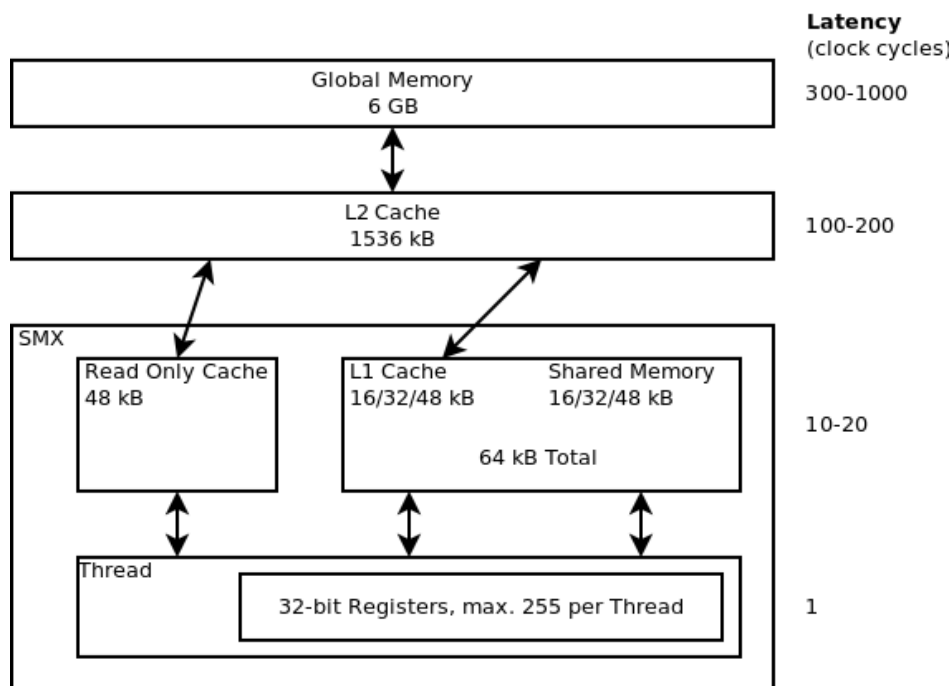 Latency
(clock cycles)
Global Memory
6 GB
300-1000
L2 Cache
1536 kB
100-200
SMX
Read Only Cache
48 kB
L1 Cache
16/32/48 kB
Shared Memory
16/32/48 kB
64 kB Total
10-20
Thread
32-bit Registers, max. 255 per Thread
1